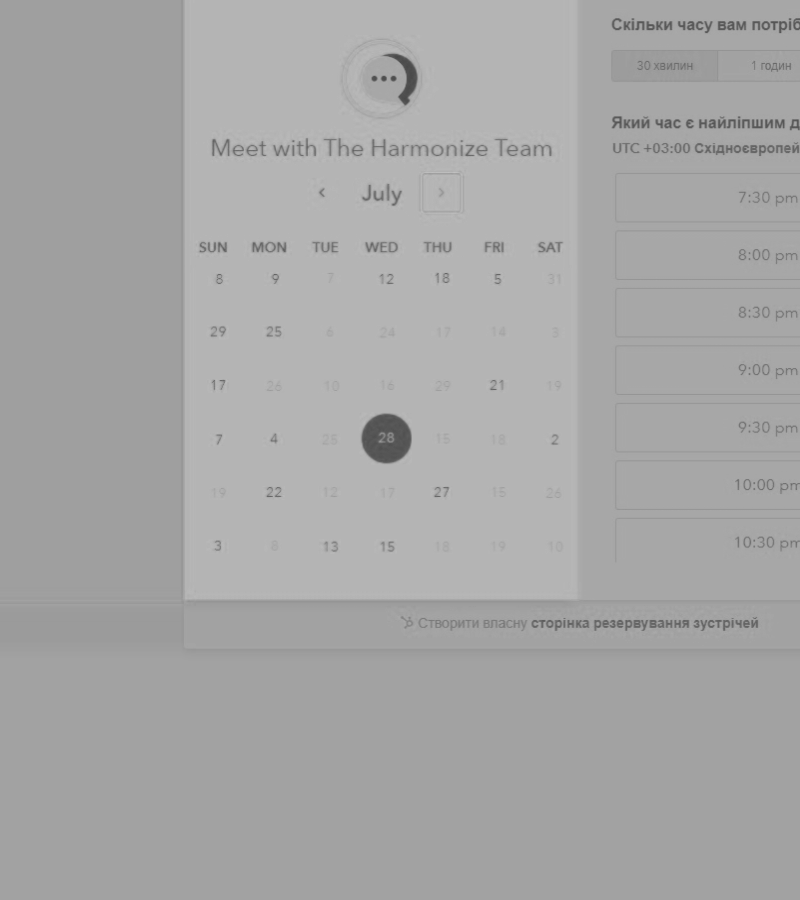 Meet with The Harmonize Team
July
SUN MON TUE WED THU FRI SAT
8 9 7 12 18 5 31
29 25 6 24 17 14 3
17 26 10 16 29 21 19
7 4 28 15 18 2
19 22 12 17 27 15 26
3 8 13 15 18 19 10
Скільки часу вам потріб
30 хвилин 1 годин
Який час є найліпшим д
UTC +03:00 Східноєвропей
7:30 pm
8:00 pm
8:30 pm
9:00 pm
9:30 pm
10:00 pm
10:30 pm
Створити власну сторінка резервування зустрічей